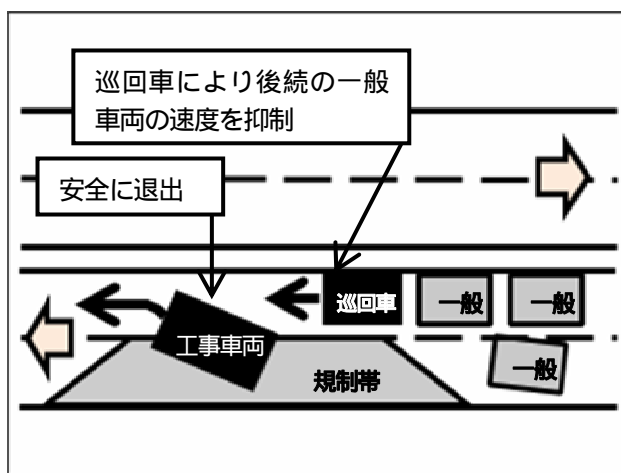 巡回車により後続の一般
車両の速度を抑制
安全に退出
巡回車
一般
一般
工事車両
一般
規制帯